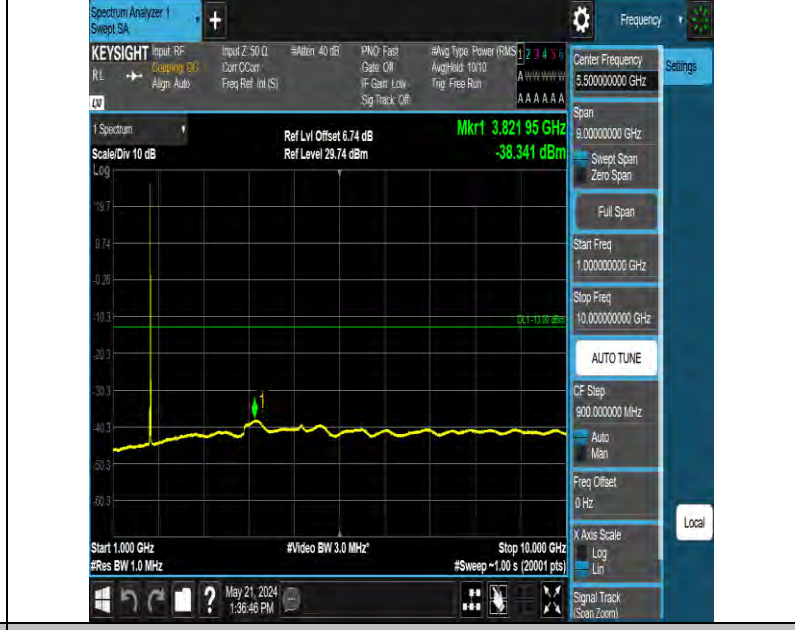 Spectrum Analyzer 1
Swept SA
+
Frequency
KEYSIGHT
RL
LXI
Input: RF
Coupling: DC
Align: Auto
Input Z: 50 Ω
Corr CCorr
Freq Ref: Int (S)
#Atten: 40 dB
PNO: Fast
Gate: Off
IF Gain: Low
Sig Track: Off
#Avg Type: Power (RMS)
Avg|Hold: 10/10
Trig: Free Run
1 2 3 4 5 6
A W W W W W
A A A A A A
Center Frequency
5.500000000 GHz
Settings
Span
9.00000000 GHz
Swept Span
Zero Span
Full Span
Start Freq
1.000000000 GHz
Stop Freq
10.000000000 GHz
AUTO TUNE
CF Step
900.000000 MHz
Auto
Man
Freq Offset
0 Hz
X Axis Scale
Log
Lin
Signal Track
(Span Zoom)
Local
1 Spectrum
Scale/Div 10 dB
Log
Ref Lvl Offset 6.74 dB
Ref Level 29.74 dBm
Mkr1 3.821 95 GHz
-38.341 dBm
19.7
9.74
-0.26
-10.3
DL1 -13.00 dBm
-20.3
-30.3
1
-40.3
-50.3
-60.3
Start 1.000 GHz
#Video BW 3.0 MHz*
Stop 10.000 GHz
#Res BW 1.0 MHz
#Sweep ~1.00 s (20001 pts)
?
May 21, 2024
1:36:46 PM